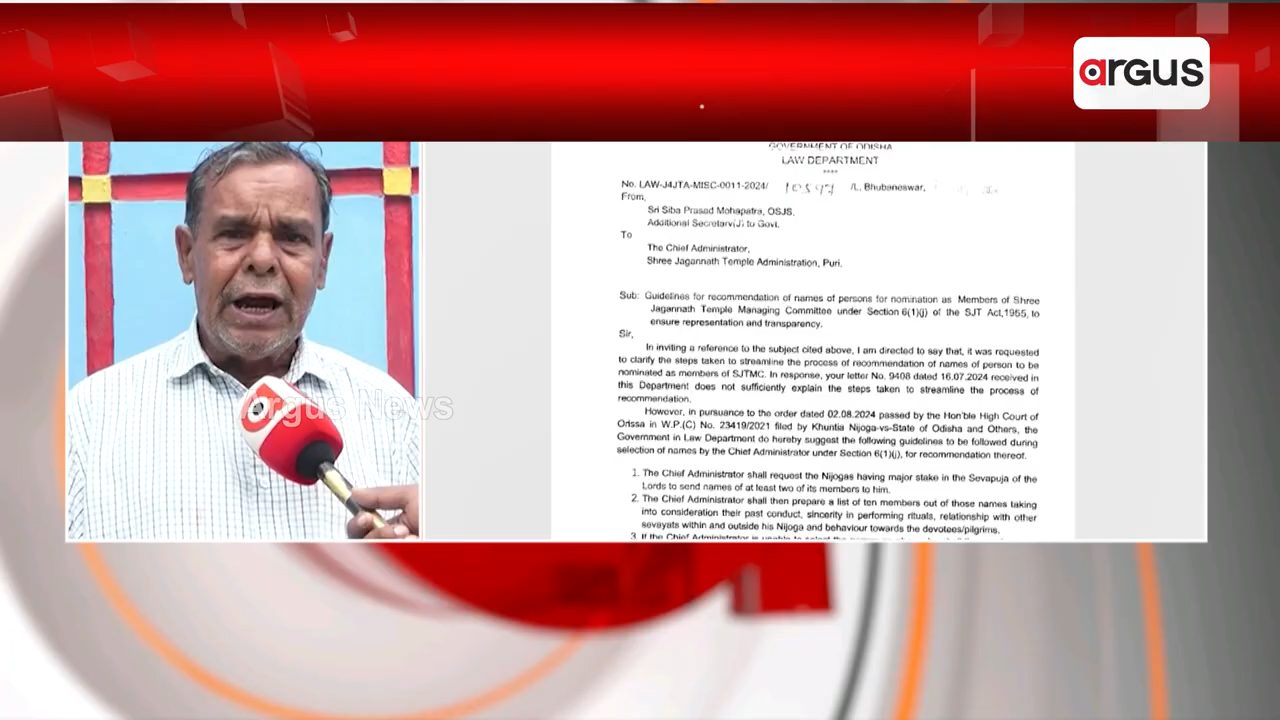 argus
GOVERNMENT OF ODISHA
LAW DEPARTMENT
****
No. LAW-J4JTA-MISC-0011-2024/ 10597 /L, Bhubaneswar,
From,
Sri Siba Prasad Mohapatra, OSJS,
Additional Secretary(J) to Govt.
To
The Chief Administrator,
Shree Jagannath Temple Administration, Puri.
Sub: Guidelines for recommendation of names of persons for nomination as Members of Shree
Jagannath Temple Managing Committee under Section 6(1)(j) of the SJT Act,1955, to
ensure representation and transparency.
Sir,
In inviting a reference to the subject cited above, I am directed to say that, it was requested
to clarify the steps taken to streamline the process of recommendation of names of person to be
nominated as members of SJTMC. In response, your letter No. 9408 dated 16.07.2024 received in
this Department does not sufficiently explain the steps taken to streamline the process of
recommendation.
However, in pursuance to the order dated 02.08.2024 passed by the Hon'ble High Court of
Orissa in W.P.(C) No. 23419/2021 filed by Khuntia Nijoga-vs-State of Odisha and Others, the
Government in Law Department do hereby suggest the following guidelines to be followed during
selection of names by the Chief Administrator under Section 6(1)(j), for recommendation thereof.
1. The Chief Administrator shall request the Nijogas having major stake in the Sevapuja of the
Lords to send names of at least two of its members to him.
2. The Chief Administrator shall then prepare a list of ten members out of those names taking
into consideration their past conduct, sincerity in performing rituals, relationship with other
sevayats within and outside his Nijoga and behaviour towards the devotees/pilgrims.
3. If the Chief Administrator is unable to select the
Argus News